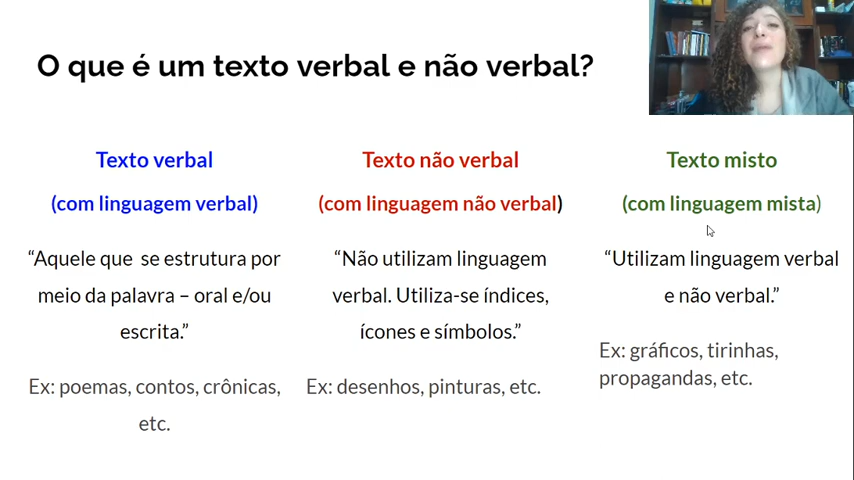 O que é um texto verbal e não verbal?
Texto verbal
(com linguagem verbal)
“Aquele que se estrutura por
meio da palavra – oral e/ou
escrita.”
Ex: poemas, contos, crônicas,
etc.
Texto não verbal
(com linguagem não verbal)
“Não utilizam linguagem
verbal. Utiliza-se índices,
ícones e símbolos.”
Ex: desenhos, pinturas, etc.
Texto misto
(com linguagem mista)
“Utilizam linguagem verbal
e não verbal.”
Ex: gráficos, tirinhas,
propagandas, etc.